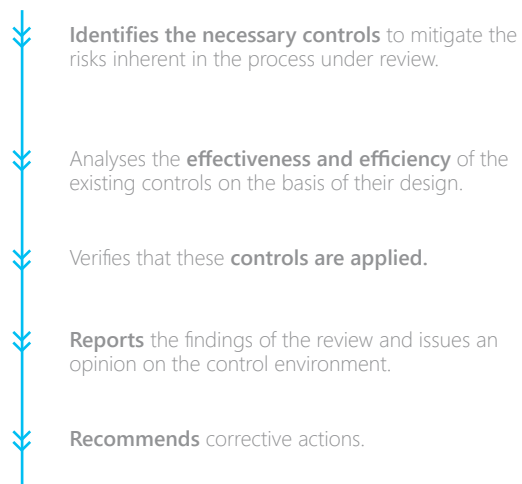 Identifies the necessary controls to mitigate the
risks inherent in the process under review.
Analyses the effectiveness and efficiency of the
existing controls on the basis of their design.
Verifies that these controls are applied.
Reports the findings of the review and issues an
opinion on the control environment.
Recommends corrective actions.